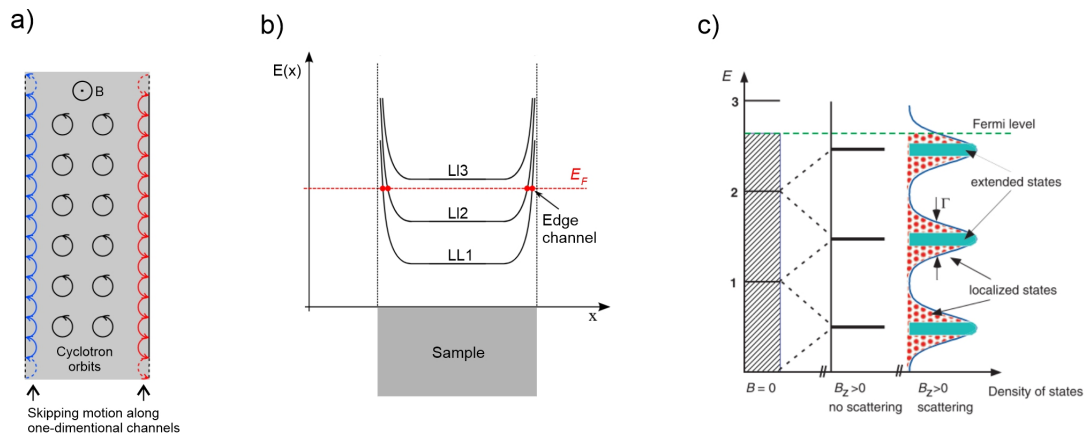 a)
B
Cyclotron
orbits
Skipping motion along
one-dimentional channels
b)
E(x)
Ll3
E_F
Ll2
Edge
channel
LL1
x
Sample
c)
E
3
Fermi level
extended states
2
Γ
1
localized states
B = 0
B_Z>0
no scattering
B_Z>0
scattering
Density of states